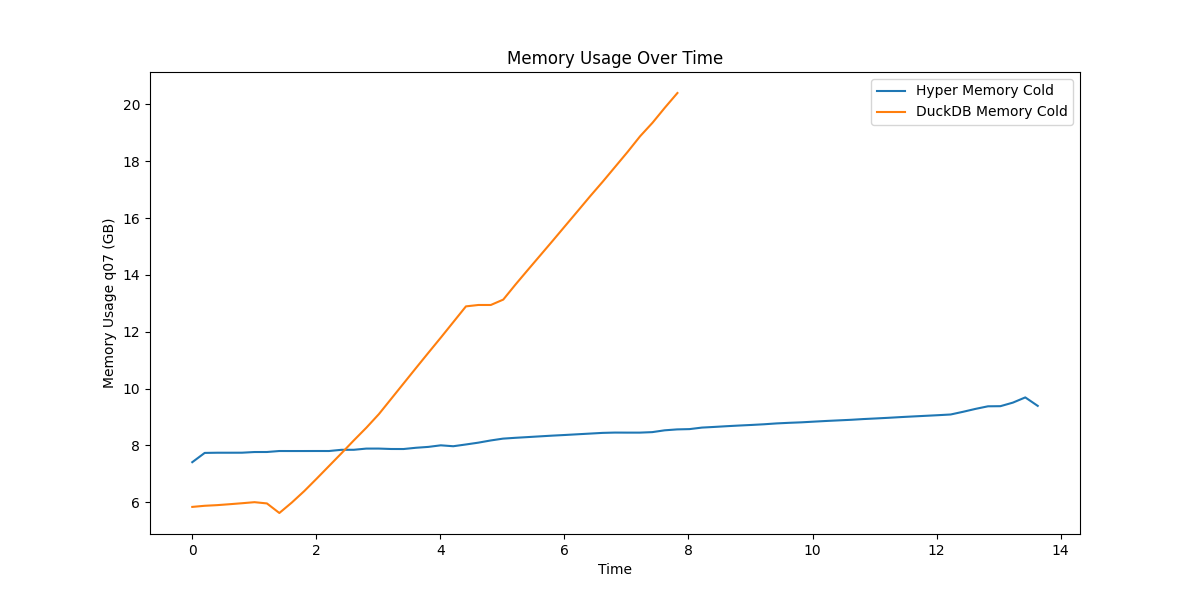 Memory Usage Over Time
Hyper Memory Cold
DuckDB Memory Cold
Memory Usage q07 (GB)
20
18
16
14
12
10
8
6
0 2 4 6 8 10 12 14
Time